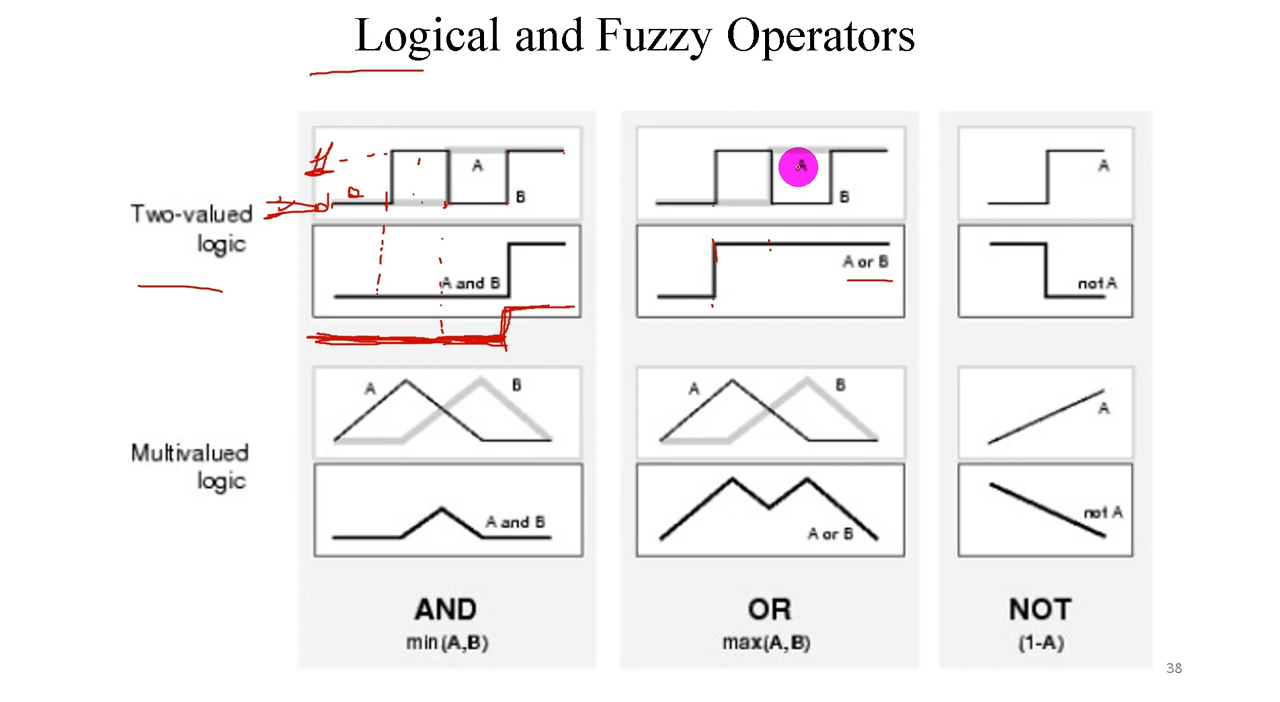 Logical and Fuzzy Operators
A
B
A
B
A
Two-valued
logic
A and B
A or B
not A
A
B
A
B
A
Multivalued
logic
A and B
A or B
not A
AND
OR
NOT
min(A,B)
max(A,B)
(1-A)
38